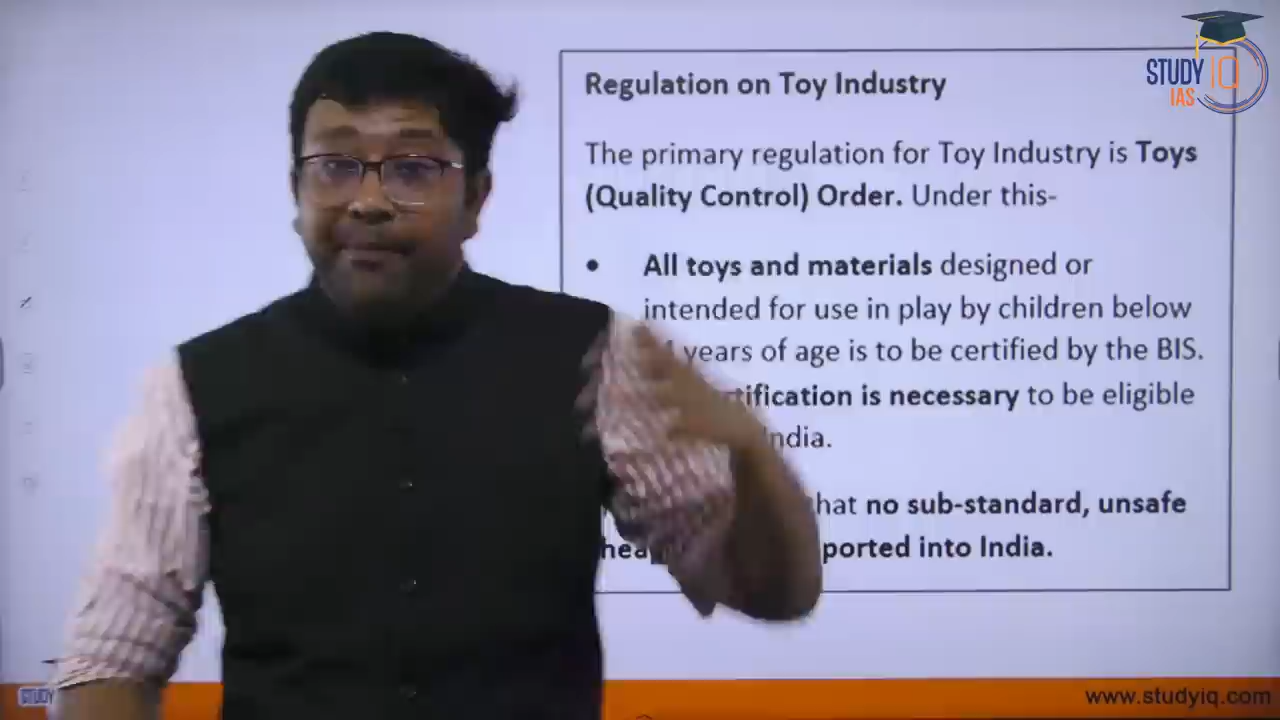 STUDY IQ
IAS
Regulation on Toy Industry
The primary regulation for Toy Industry is Toys
(Quality Control) Order. Under this-
• All toys and materials designed or
intended for use in play by children below
years of age is to be certified by the BIS.
is necessary to be eligible
India.
no sub-standard, unsafe
into India.
STUDY
www.studyiq.com